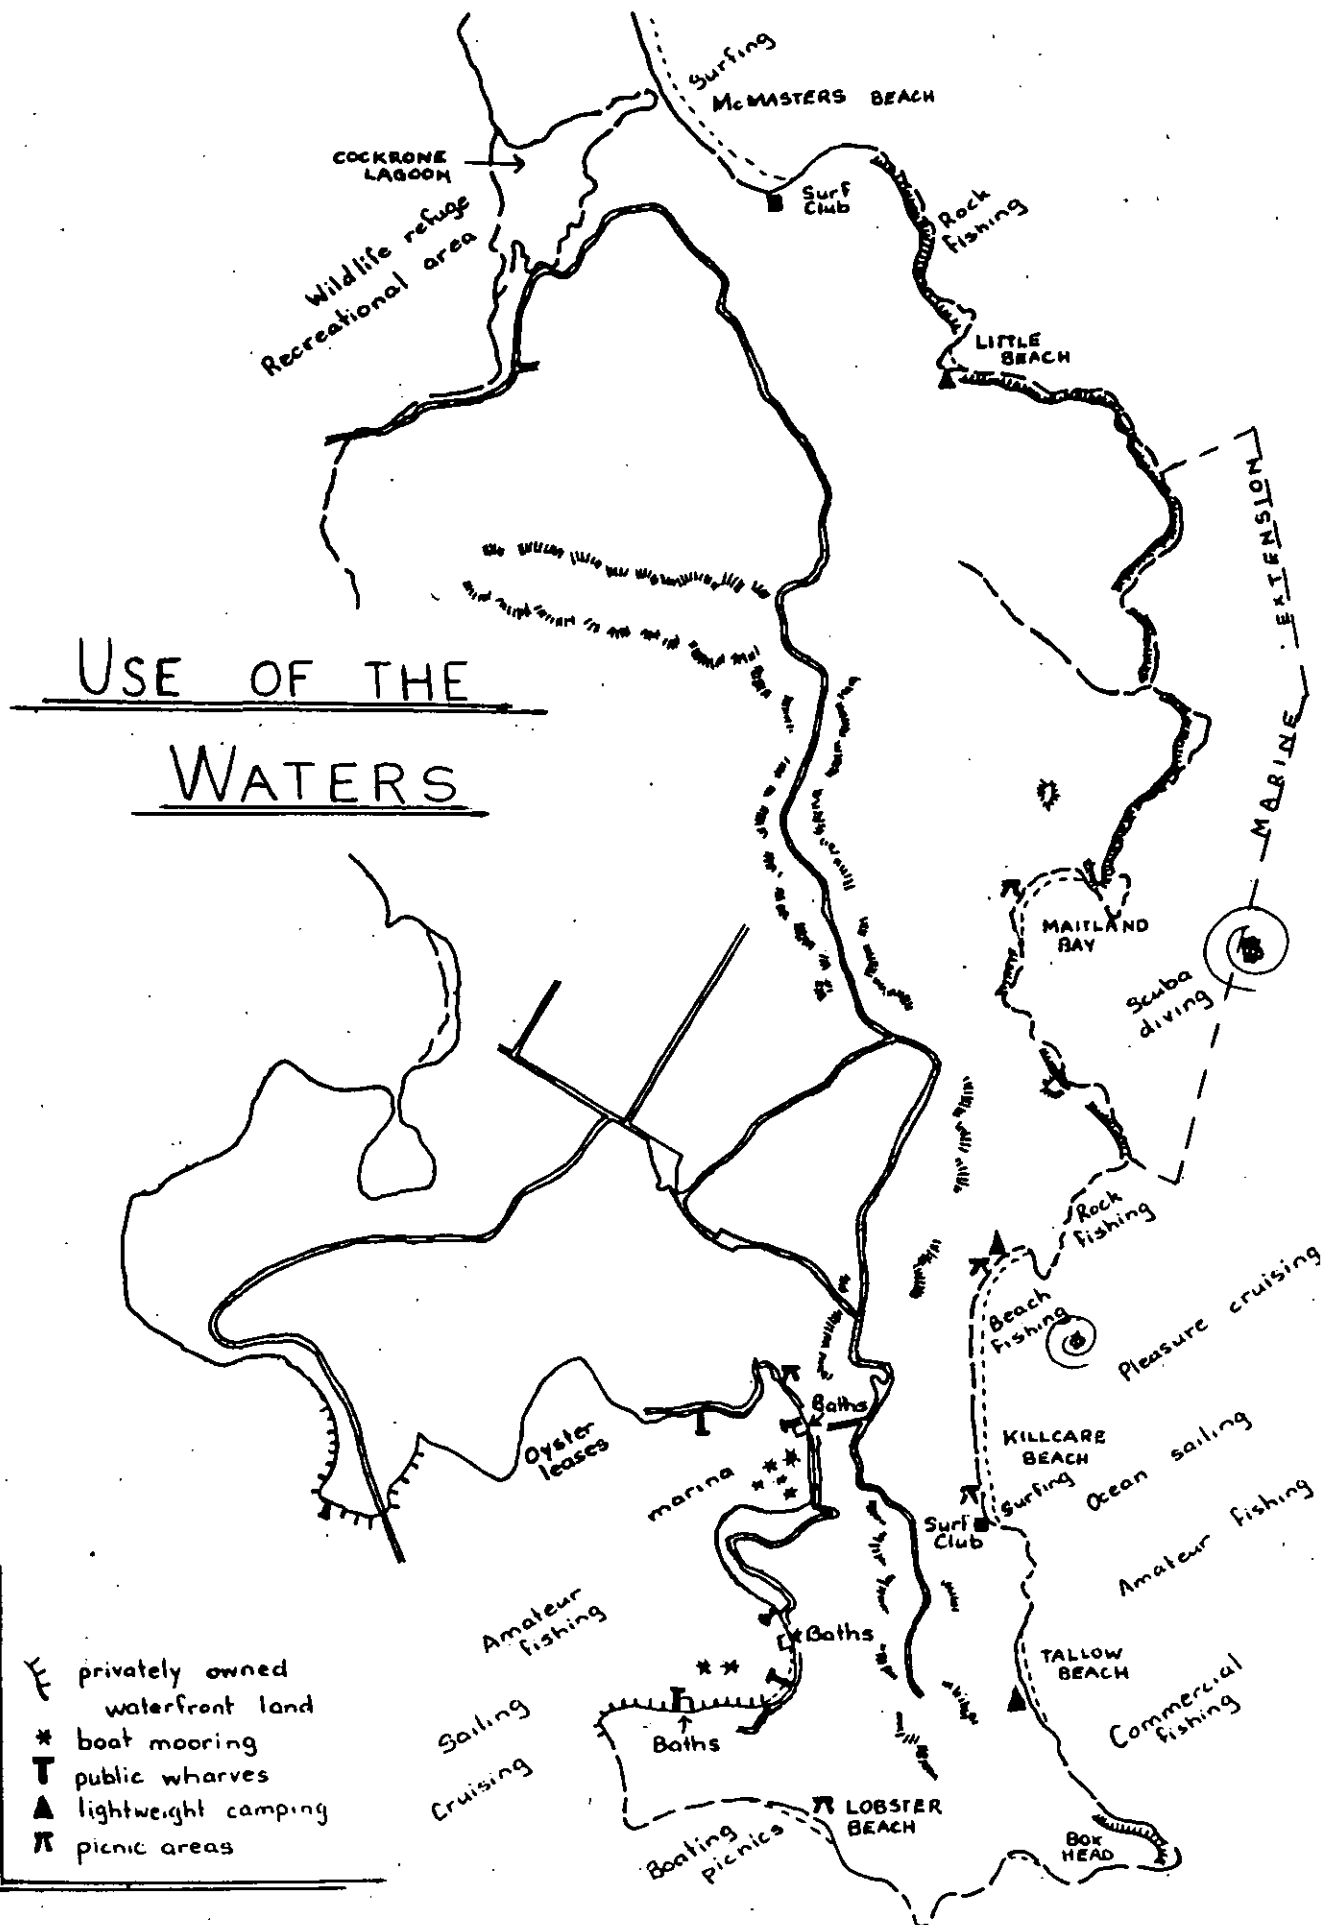 Surfing
McMASTERS BEACH
COCKRONE
LAGOON
Surf
Club
Rock
fishing
Wildlife refuge
Recreational area
LITTLE
BEACH
MARINE EXTENSION
USE OF THE
WATERS
MAITLAND
BAY
Scuba
diving
Rock
fishing
Beach
fishing
Pleasure cruising
Baths
KILLCARE
BEACH
Oyster
leases
marina
Surfing
Ocean sailing
Surf
Club
Amateur fishing
Amateur
fishing
Baths
TALLOW
BEACH
Commercial
fishing
Sailing
Baths
Cruising
LOBSTER
BEACH
Boating
picnics
BOX
HEAD
privately owned
waterfront land
boat mooring
public wharves
lightweight camping
picnic areas